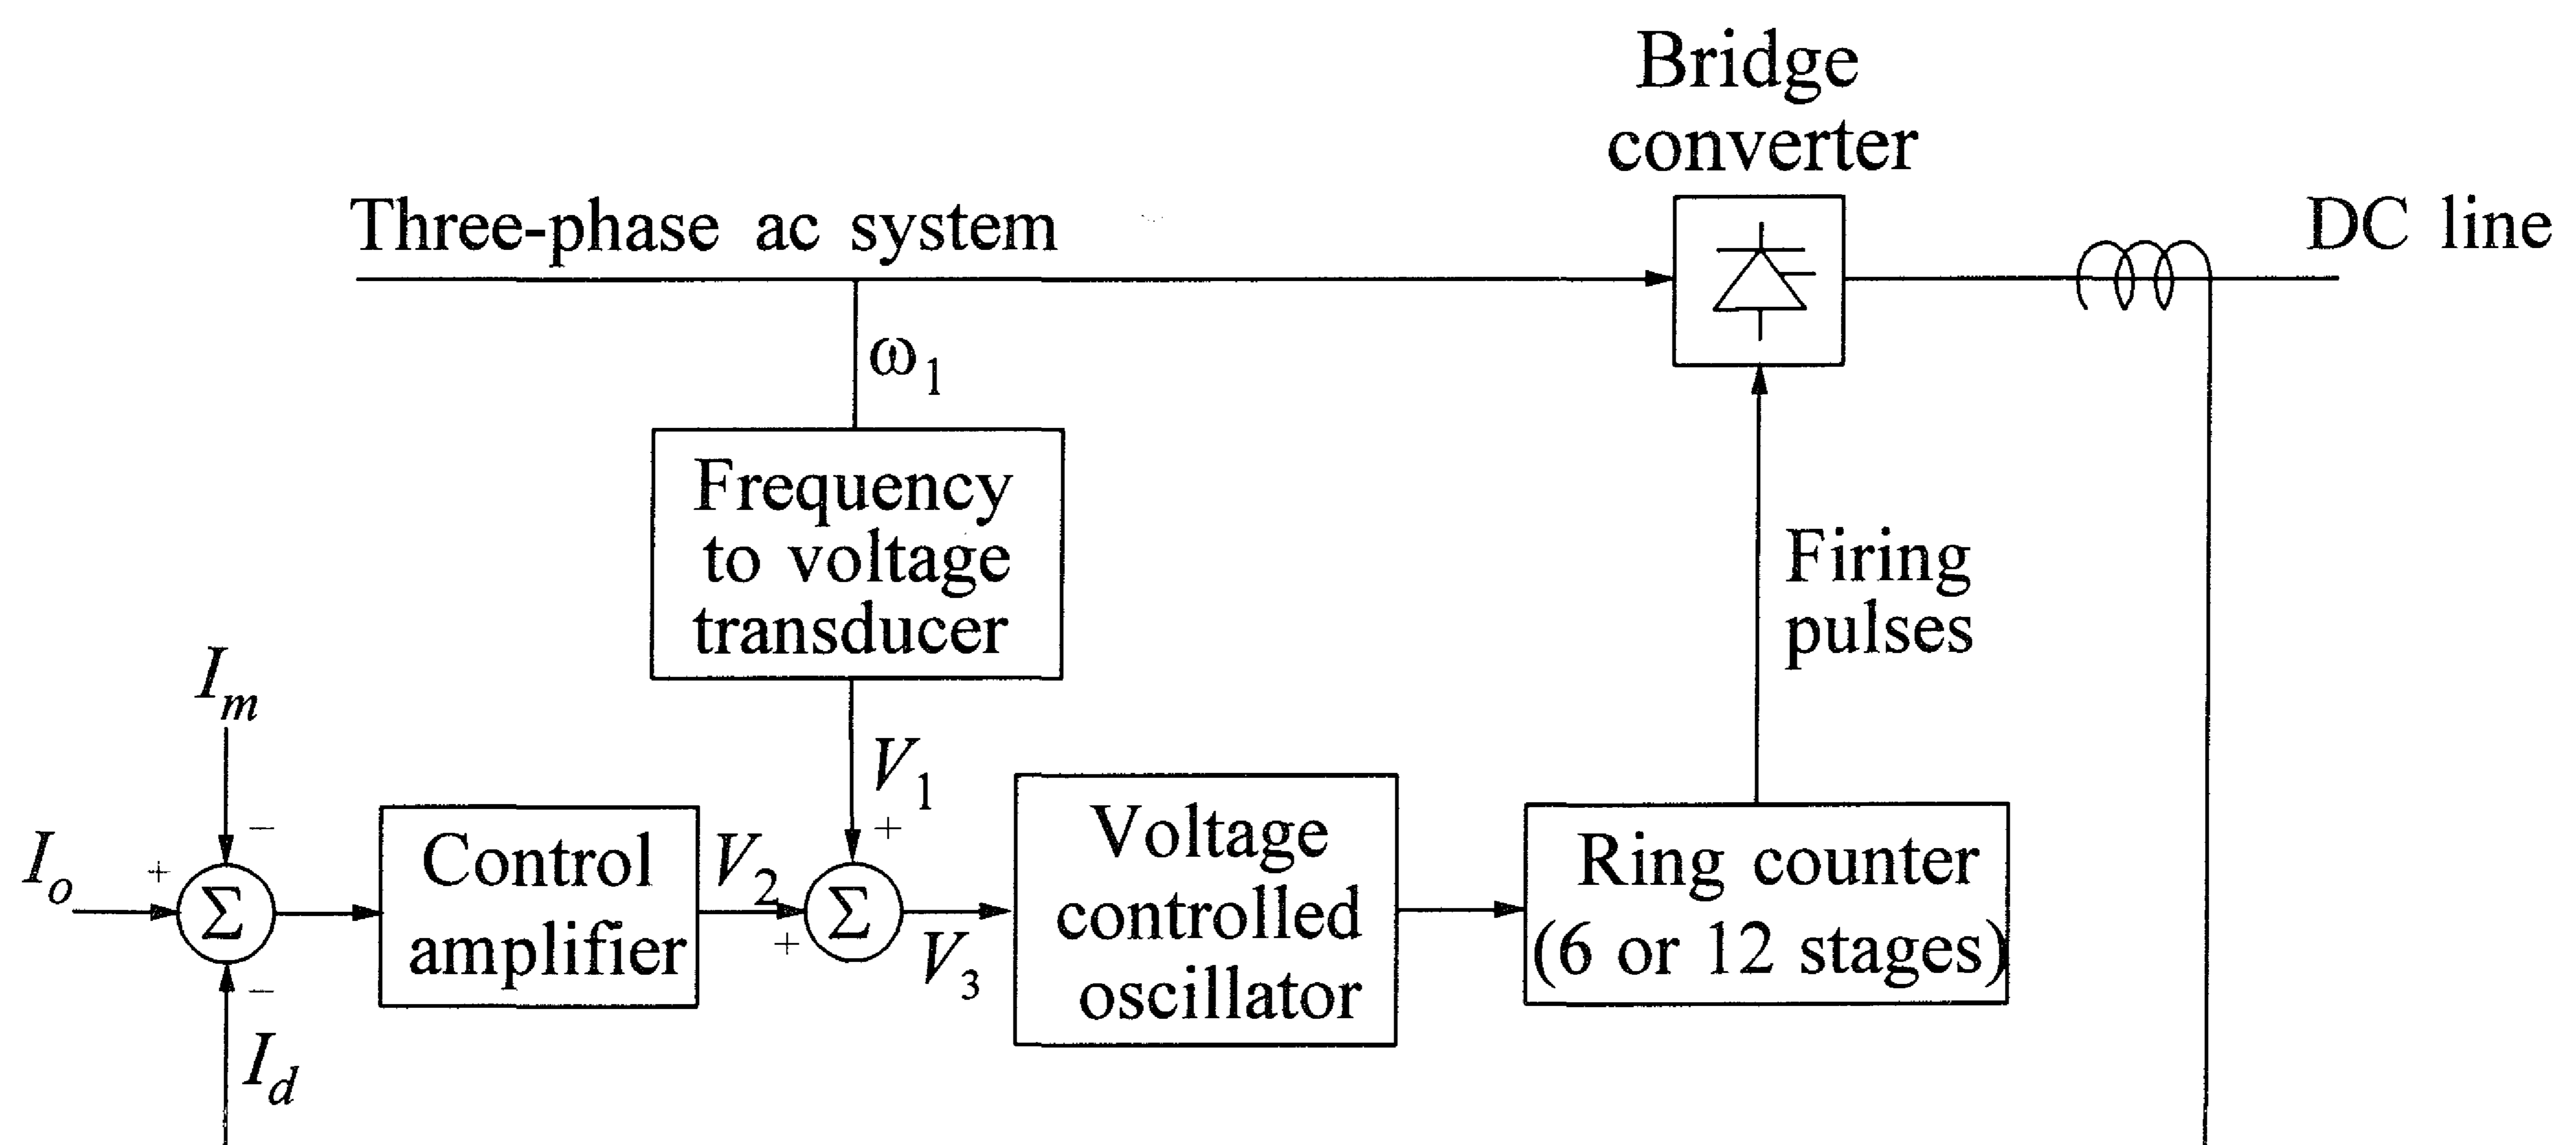 Bridge
converter
Three-phase ac system
DC line
ω1
Frequency
to voltage
transducer
Firing
pulses
Im
−
V1
+
Io
+
Σ
Control
amplifier
V2
+
Σ
V3
Voltage
controlled
oscillator
Ring counter
(6 or 12 stages)
−
Id